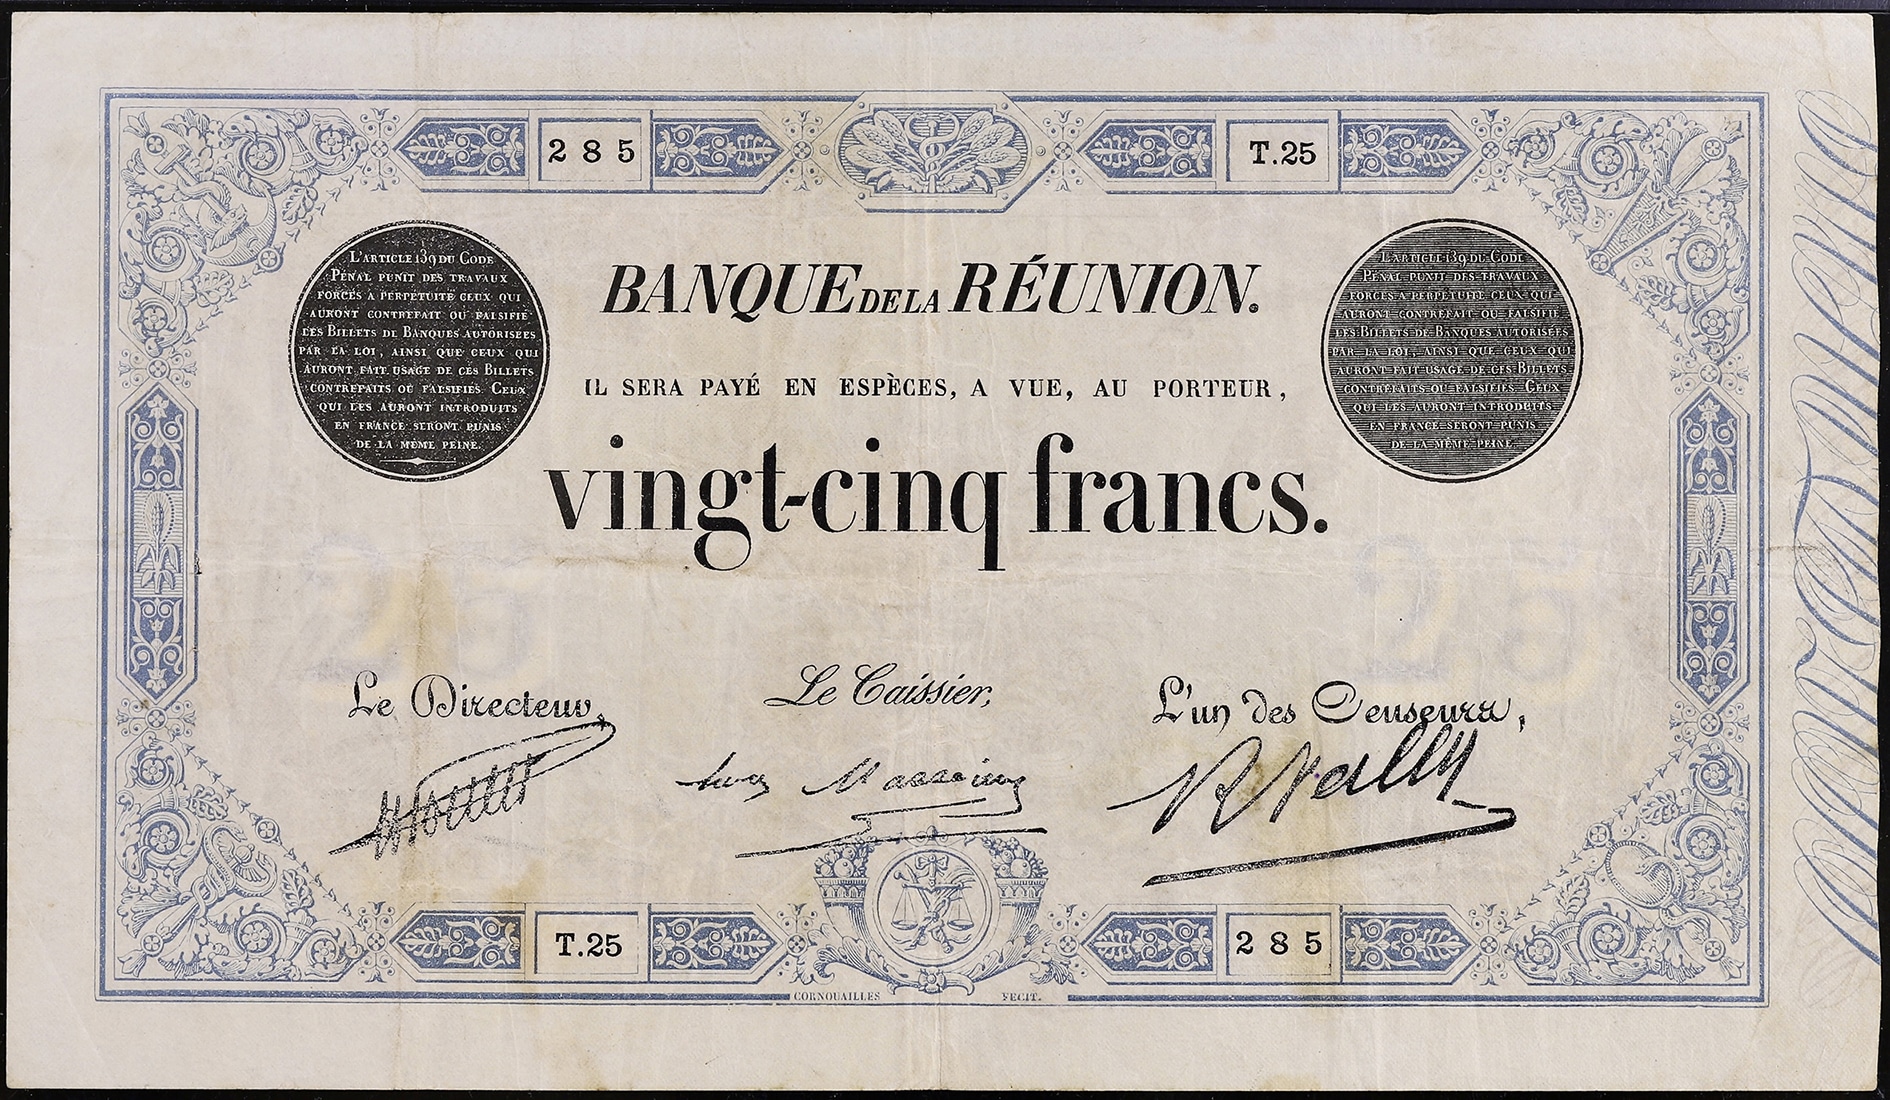 285
T.25
L'ARTICLE 139 DU CODE
PÉNAL PUNIT DES TRAVAUX
FORCÉS A PERPÉTUITÉ CEUX QUI
AURONT CONTREFAIT OU FALSIFIÉ
LES BILLETS DE BANQUES AUTORISÉES
PAR LA LOI, AINSI QUE CEUX QUI
AURONT FAIT USAGE DE CES BILLETS
CONTREFAITS OU FALSIFIÉS. CEUX
QUI LES AURONT INTRODUITS
EN FRANCE SERONT PUNIS
DE LA MÊME PEINE.
BANQUE DE LA RÉUNION.
IL SERA PAYÉ EN ESPÈCES, A VUE, AU PORTEUR,
vingt-cinq francs.
L'ARTICLE 139 DU CODE
PÉNAL PUNIT DES TRAVAUX
FORCÉS A PERPÉTUITÉ CEUX QUI
AURONT CONTREFAIT OU FALSIFIÉ
LES BILLETS DE BANQUES AUTORISÉES
PAR LA LOI, AINSI QUE CEUX QUI
AURONT FAIT USAGE DE CES BILLETS
CONTREFAITS OU FALSIFIÉS. CEUX
QUI LES AURONT INTRODUITS
EN FRANCE SERONT PUNIS
DE LA MÊME PEINE.
Le Directeur,
Le Caissier,
L'un des Censeurs,
T.25
285
CORNOUAILLES FECIT.